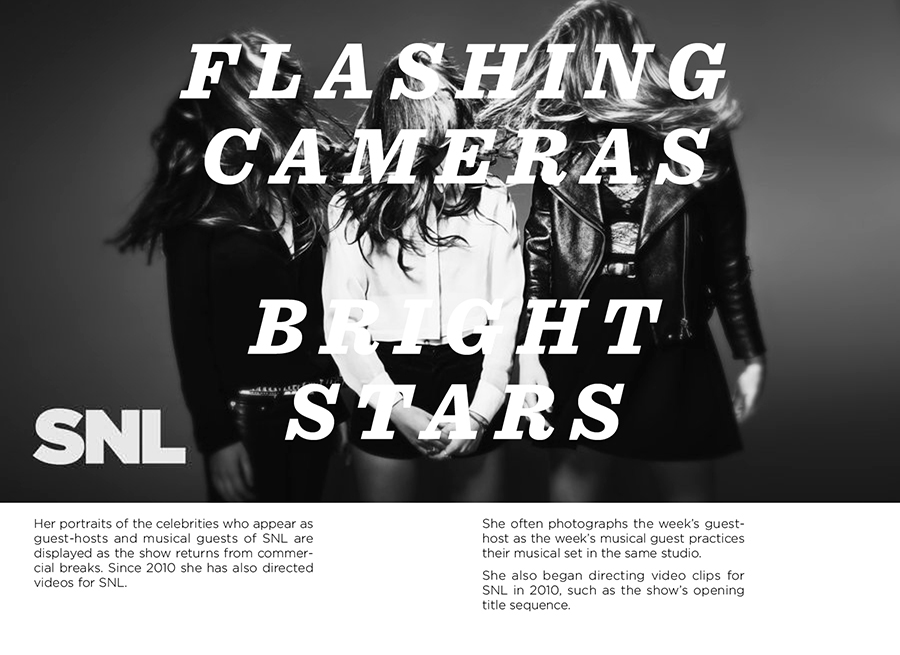 FLASHING
CAMERAS
BRIGHT
STARS
SNL
Her portraits of the celebrities who appear as
guest-hosts and musical guests of SNL are
displayed as the show returns from commer-
cial breaks. Since 2010 she has also directed
videos for SNL.
She often photographs the week’s guest-
host as the week’s musical guest practices
their musical set in the same studio.
She also began directing video clips for
SNL in 2010, such as the show’s opening
title sequence.